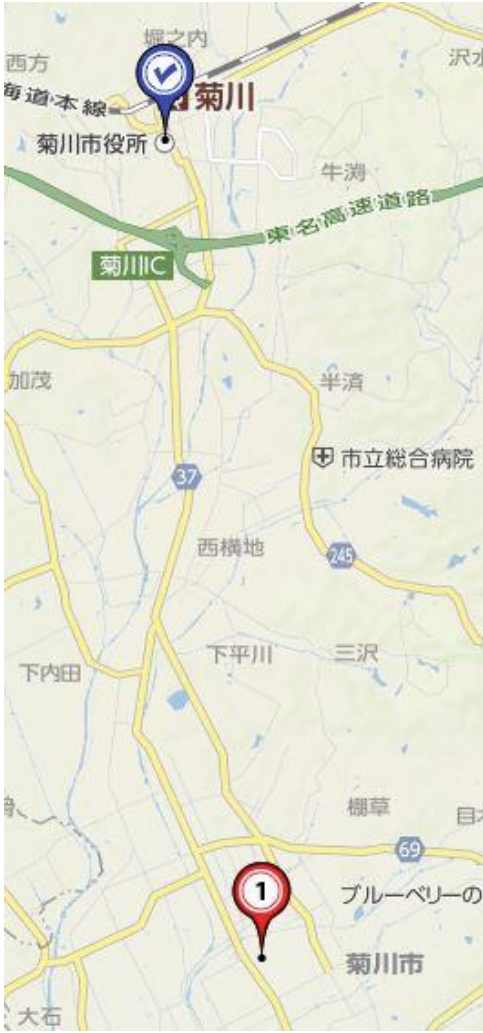 堀之内
西方
沢水
海道本線
菊川
菊川市役所
牛渕
東名高速道路
菊川IC
加茂
半済
市立総合病院
37
西横地
245
下平川
三沢
下内田
棚草
目木
69
1
ブルーベリーの
菊川市
大石